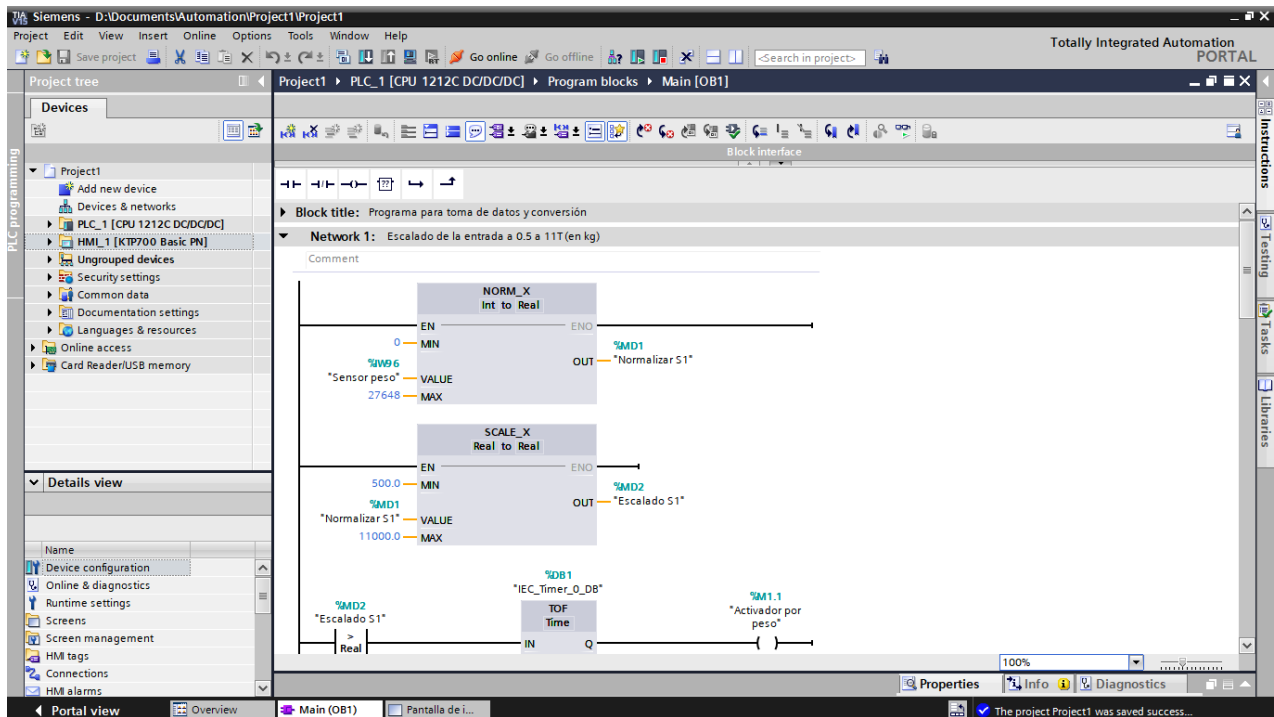 Siemens - D:\Documents\Automation\Project1\Project1
Project Edit View Insert Online Options Tools Window Help
Totally Integrated Automation
PORTAL
Save project Go online Go offline <Search in project>
Project tree
Project1 PLC_1 [CPU 1212C DC/DC/DC] Program blocks Main [OB1]
Devices
PLC programming
Block interface
Project1
Add new device
Devices & networks
PLC_1 [CPU 1212C DC/DC/DC]
HMI_1 [KTP700 Basic PN]
Ungrouped devices
Security settings
Common data
Documentation settings
Languages & resources
Online access
Card Reader/USB memory
Details view
Name
Device configuration
Online & diagnostics
Runtime settings
Screens
Screen management
HMI tags
Connections
HMI alarms
??
Block title: Programa para toma de datos y conversión
Network 1: Escalado de la entrada a 0.5 a 11T(en kg)
Comment
NORM_X
Int to Real
EN ENO
0 MIN
%MD1
OUT "Normalizar S1"
%IW96
"Sensor peso" VALUE
27648 MAX
SCALE_X
Real to Real
EN ENO
500.0 MIN
%MD2
OUT "Escalado S1"
%MD1
"Normalizar S1" VALUE
11000.0 MAX
%DB1
"IEC_Timer_0_DB"
%MD2
"Escalado S1"
>
Real
TOF
Time
IN Q
%M1.1
"Activador por
peso"
100%
Properties Info Diagnostics
Instructions
Testing
Tasks
Libraries
Portal view Overview Main (OB1) Pantalla de i...
The project Project1 was saved success...